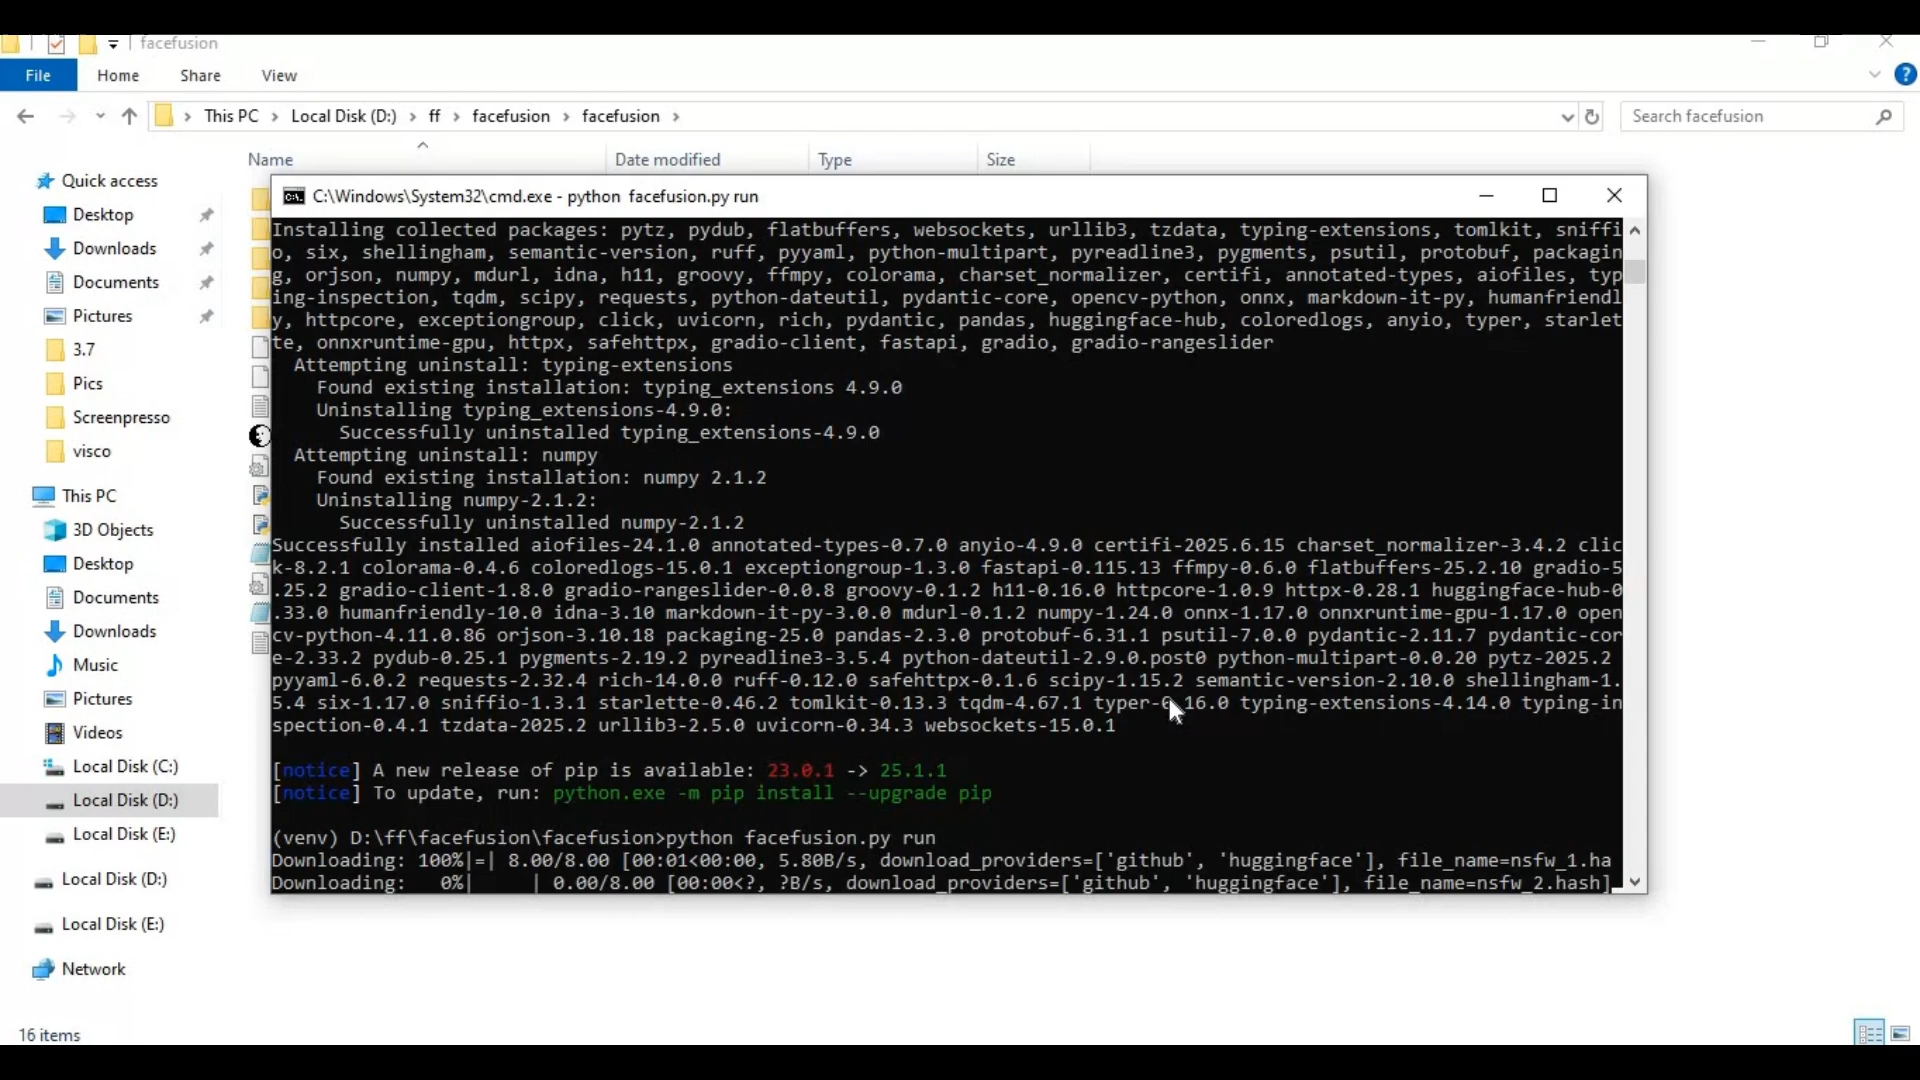 facefusion
File
Home
Share
View
This PC
Local Disk (D:)
ff
facefusion
facefusion
Search facefusion
Name
Date modified
Type
Size
Quick access
Desktop
Downloads
Documents
Pictures
3.7
Pics
Screenpresso
visco
This PC
3D Objects
Desktop
Documents
Downloads
Music
Pictures
Videos
Local Disk (C:)
Local Disk (D:)
Local Disk (E:)
Local Disk (D:)
Local Disk (E:)
Network
16 items
C:\Windows\System32\cmd.exe - python facefusion.py run
Installing collected packages: pytz, pydub, flatbuffers, websockets, urllib3, tzdata, typing-extensions, tomlkit, sniffi
o, six, shellingham, semantic-version, ruff, pyyaml, python-multipart, pyreadline3, pygments, psutil, protobuf, packagin
g, orjson, numpy, mdurl, idna, h11, groovy, ffmpy, colorama, charset_normalizer, certifi, annotated-types, aiofiles, typ
ing-inspection, tqdm, scipy, requests, python-dateutil, pydantic-core, opencv-python, onnx, markdown-it-py, humanfriendl
y, httpcore, exceptiongroup, click, uvicorn, rich, pydantic, pandas, huggingface-hub, coloredlogs, anyio, typer, starlet
te, onnxruntime-gpu, httpx, safehttpx, gradio-client, fastapi, gradio, gradio-rangeslider
Attempting uninstall: typing-extensions
Found existing installation: typing_extensions 4.9.0
Uninstalling typing_extensions-4.9.0:
Successfully uninstalled typing_extensions-4.9.0
Attempting uninstall: numpy
Found existing installation: numpy 2.1.2
Uninstalling numpy-2.1.2:
Successfully uninstalled numpy-2.1.2
Successfully installed aiofiles-24.1.0 annotated-types-0.7.0 anyio-4.9.0 certifi-2025.6.15 charset_normalizer-3.4.2 clic
k-8.2.1 colorama-0.4.6 coloredlogs-15.0.1 exceptiongroup-1.3.0 fastapi-0.115.13 ffmpy-0.6.0 flatbuffers-25.2.10 gradio-5
.25.2 gradio-client-1.8.0 gradio-rangeslider-0.0.8 groovy-0.1.2 h11-0.16.0 httpcore-1.0.9 httpx-0.28.1 huggingface-hub-0
.33.0 humanfriendly-10.0 idna-3.10 markdown-it-py-3.0.0 mdurl-0.1.2 numpy-1.24.0 onnx-1.17.0 onnxruntime-gpu-1.17.0 open
cv-python-4.11.0.86 orjson-3.10.18 packaging-25.0 pandas-2.3.0 protobuf-6.31.1 psutil-7.0.0 pydantic-2.11.7 pydantic-cor
e-2.33.2 pydub-0.25.1 pygments-2.19.2 pyreadline3-3.5.4 python-dateutil-2.9.0.post0 python-multipart-0.0.20 pytz-2025.2
pyyaml-6.0.2 requests-2.32.4 rich-14.0.0 ruff-0.12.0 safehttpx-0.1.6 scipy-1.15.2 semantic-version-2.10.0 shellingham-1.
5.4 six-1.17.0 sniffio-1.3.1 starlette-0.46.2 tomlkit-0.13.3 tqdm-4.67.1 typer-0.16.0 typing-extensions-4.14.0 typing-in
spection-0.4.1 tzdata-2025.2 urllib3-2.5.0 uvicorn-0.34.3 websockets-15.0.1
[notice] A new release of pip is available: 23.0.1 -> 25.1.1
[notice] To update, run: python.exe -m pip install --upgrade pip
(venv) D:\ff\facefusion\facefusion>python facefusion.py run
Downloading: 100%|=| 8.00/8.00 [00:01<00:00, 5.80B/s, download_providers=['github', 'huggingface'], file_name=nsfw_1.ha
Downloading:   0%|      | 0.00/8.00 [00:00<?, ?B/s, download_providers=['github', 'huggingface'], file_name=nsfw_2.hash]